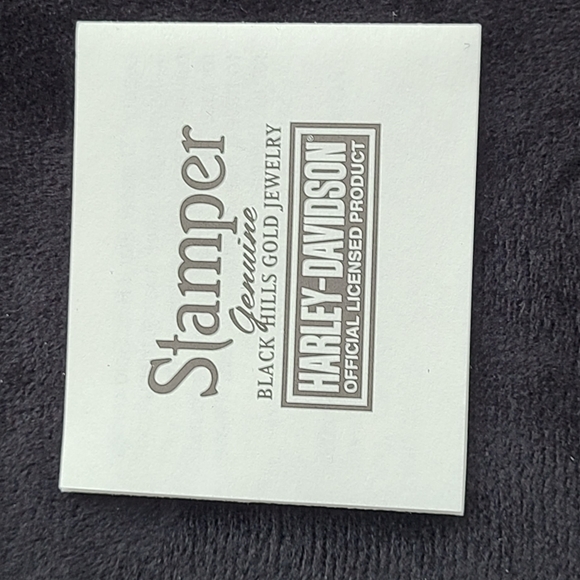 Stamper
Genuine
BLACK HILLS GOLD JEWELRY
HARLEY-DAVIDSON®
OFFICIAL LICENSED PRODUCT